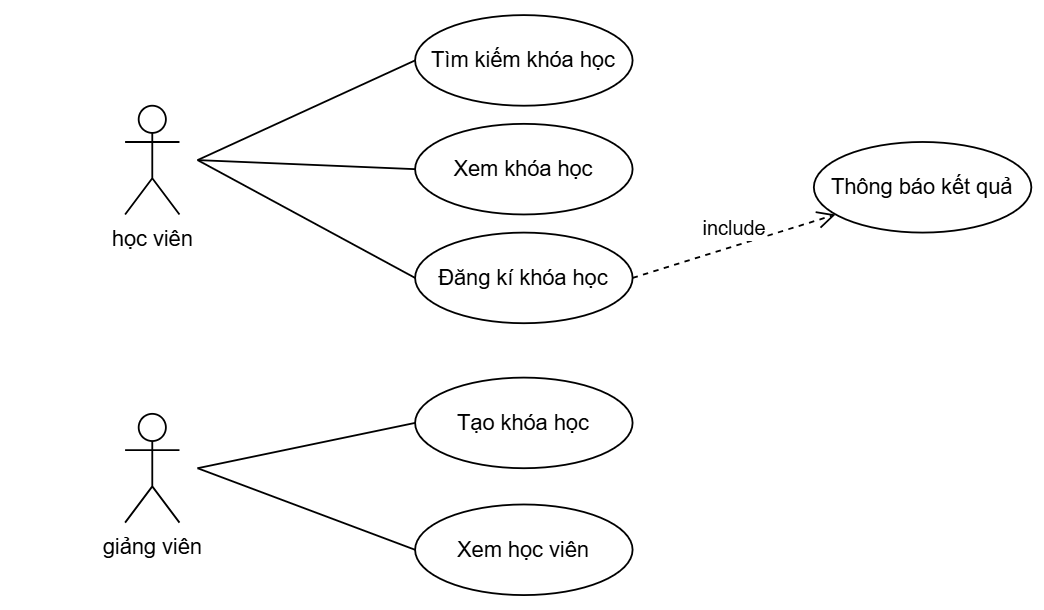 Tìm kiếm khóa học
Xem khóa học
Thông báo kết quả
include
học viên
Đăng kí khóa học
Tạo khóa học
giảng viên
Xem học viên